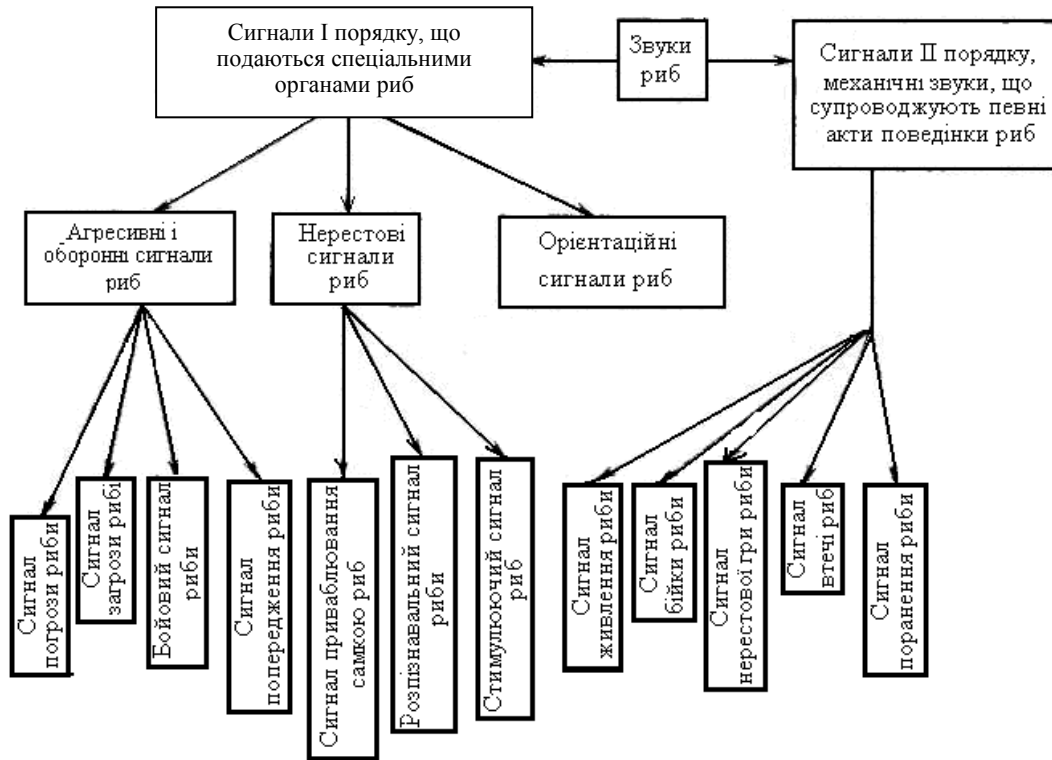 Сигнали І порядку, що
подаються спеціальними
органами риб
Звуки
риб
Сигнали ІІ порядку,
механічні звуки, що
супроводжують певні
акти поведінки риб
Агресивні і
оборонні сигнали
риб
Нерестові
сигнали
риб
Орієнтаційні
сигнали риб
Сигнал
погрози риби
Сигнал
загрози рибі
Бойовий сигнал
риби
Сигнал
попередження риби
Сигнал приваблювання
самкою риб
Розпізнавальний сигнал
риби
Стимулюючий сигнал
риб
Сигнал
живлення риби
Сигнал
бійки риби
Сигнал
нерестової гри риби
Сигнал
втечі риб
Сигнал
поранення риби